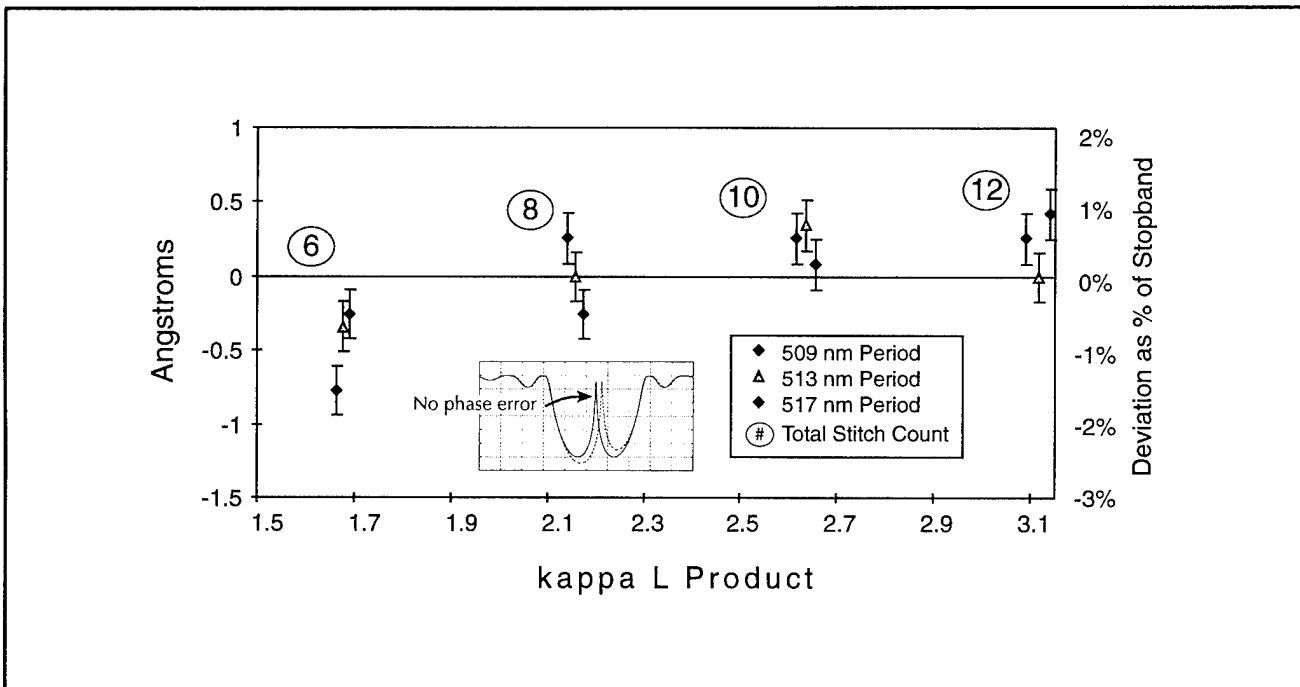 1
0.5
0
-0.5
-1
-1.5
Angstroms
2%
1%
0%
-1%
-2%
-3%
Deviation as % of Stopband
6
8
10
12
No phase error
509 nm Period
513 nm Period
517 nm Period
# Total Stitch Count
1.5 1.7 1.9 2.1 2.3 2.5 2.7 2.9 3.1
kappa L Product